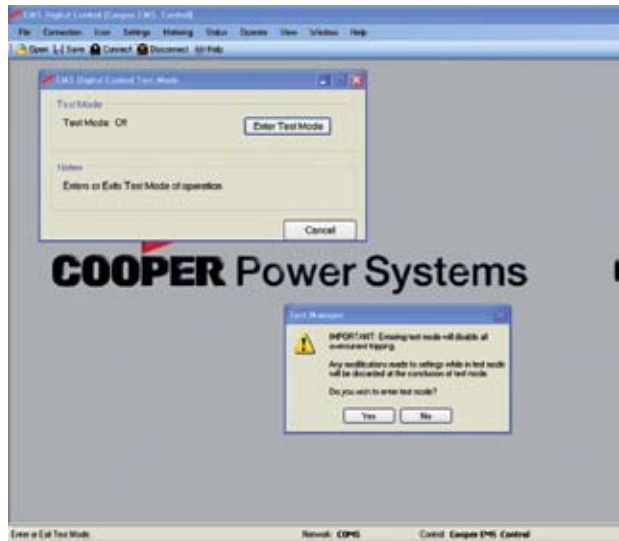 EMS Digital Control [Cooper EMS Control]
File Connection Icon Settings Metering Status Operate View Window Help
Open Save Connect Disconnect Help
EMS Digital Control Test Mode
Test Mode
Test Mode: Off
Enter Test Mode
Notes
Enters or Exits Test Mode of operation
Cancel
COOPER Power Systems
Test Manager
IMPORTANT: Entering test mode will disable all
overcurrent tripping.
Any modifications made to settings while in test mode
will be discarded at the conclusion of test mode.
Do you wish to enter test mode?
Yes No
Enter or Exit Test Mode. Network: COM5 Control: Cooper EMS Control